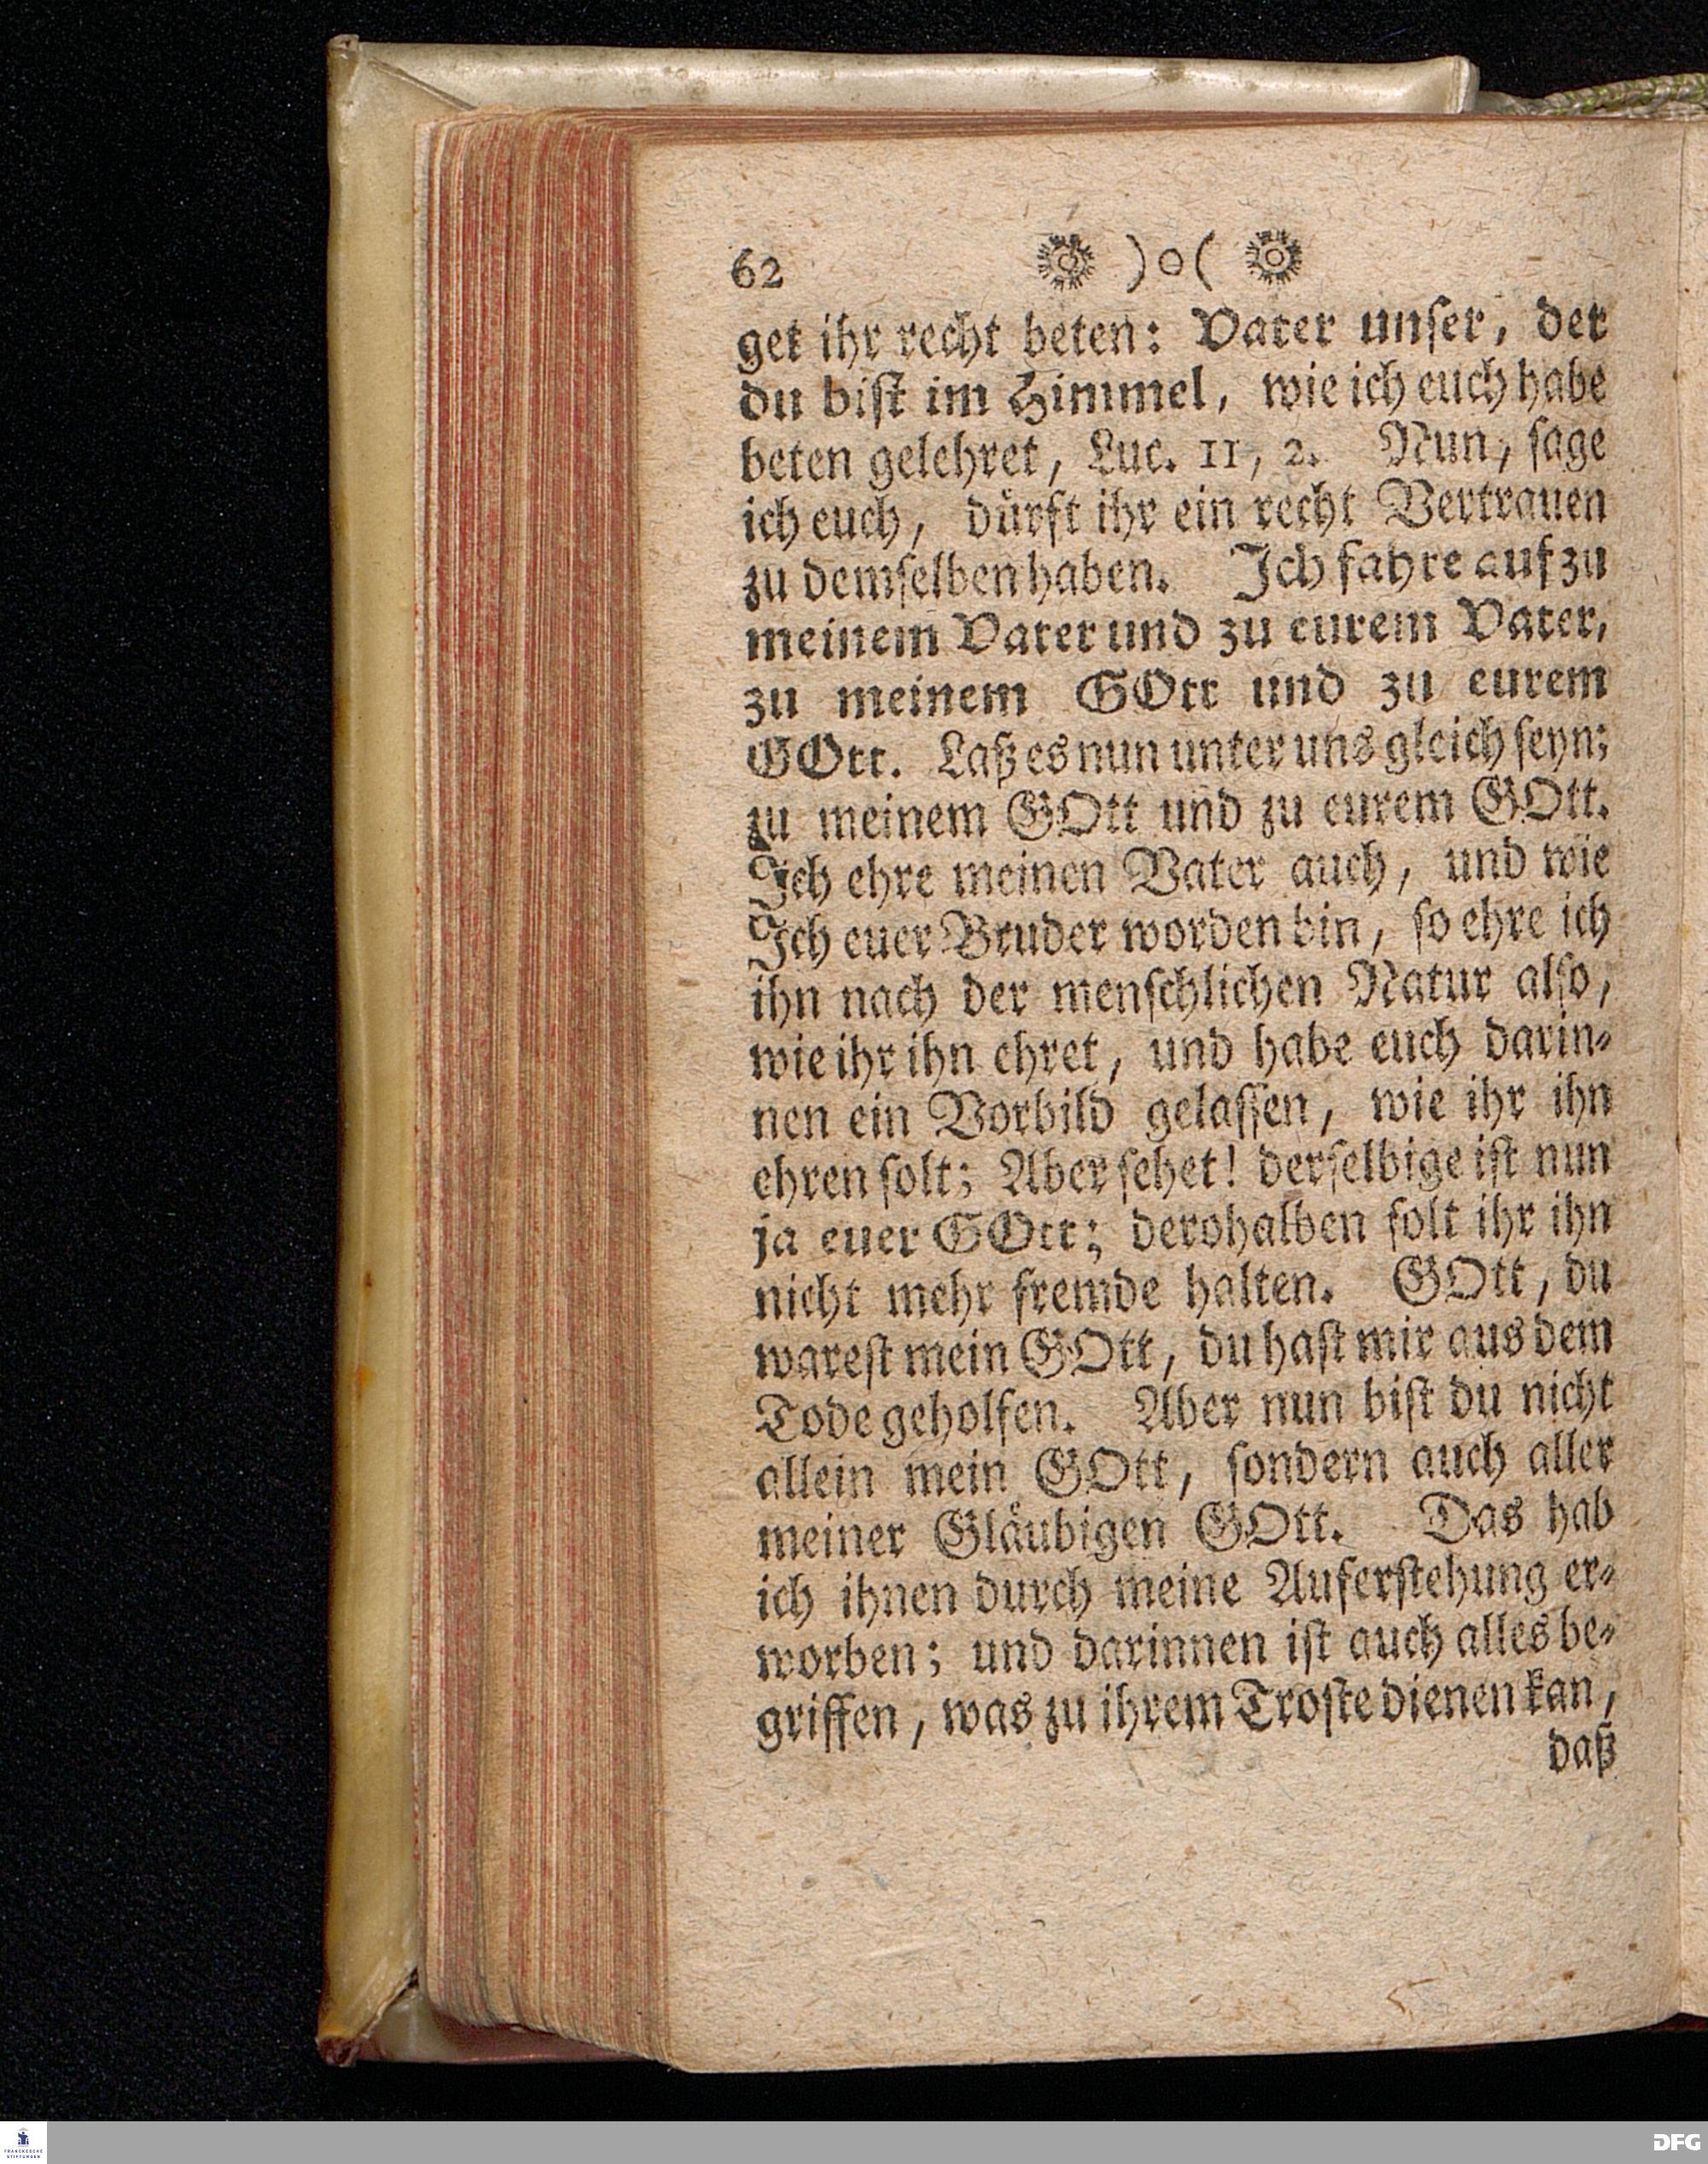 62 )o(
get ihr recht beten: Vater unser, der
du bist im Himmel, wie ich euch habe
beten gelehret, Luc. 11, 2. Nun, sage
ich euch, dürft ihr ein recht Vertrauen
zu demselben haben. Ich fahre auf zu
meinem Vater und zu eurem Vater,
zu meinem GOtt und zu eurem
GOtt. Laß es nun unter uns gleich seyn;
zu meinem GOtt und zu eurem GOtt.
Ich ehre meinen Vater auch, und wie
Ich euer Bruder worden bin, so ehre ich
ihn nach der menschlichen Natur also,
wie ihr ihn ehret, und habe euch darin-
nen ein Vorbild gelassen, wie ihr ihn
ehren solt; Aber sehet! derselbige ist nun
ja euer GOtt; derohalben solt ihr ihn
nicht mehr fremde halten. GOtt, du
warest mein GOtt, du hast mir aus dem
Tode geholfen. Aber nun bist du nicht
allein mein GOtt, sondern auch aller
meiner Gläubigen GOtt. Das hab
ich ihnen durch meine Auferstehung er-
worben; und darinnen ist auch alles be-
griffen, was zu ihrem Troste dienen kan,
daß
FRANCKESCHE
STIFTUNGEN
DFG